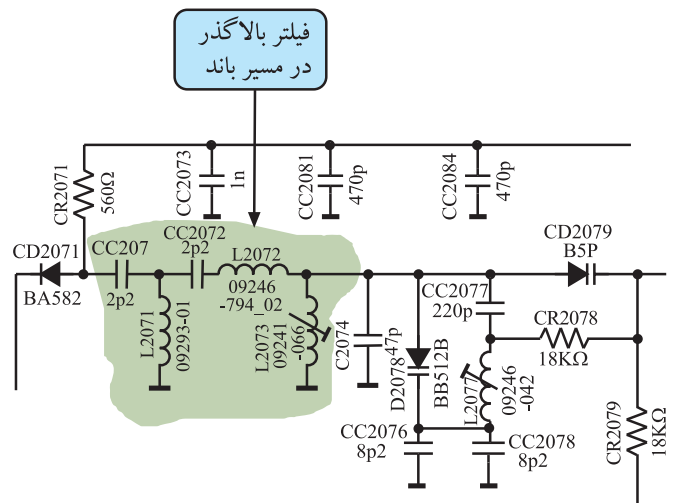 فیلتر بالاگذر
در مسیر باند
CR2071
560Ω
CC2073
1n
CC2081
470p
CC2084
470p
CD2071
BA582
CC207
2p2
CC2072
2p2
L2072
09246
-794_02
L2071
09293-01
L2073
09241
-066
C2074
47p
D2078
BB512B
CC2077
220p
L2077
09246
-042
CD2079
B5P
CR2078
18KΩ
CR2079
18KΩ
CC2076
8p2
CC2078
8p2